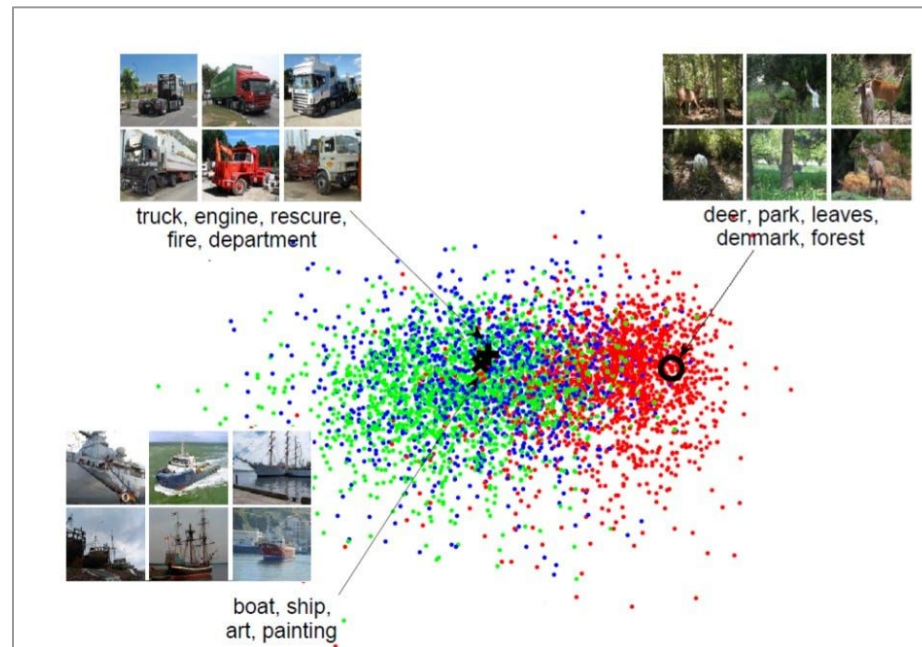 truck, engine, rescure,
fire, department
deer, park, leaves,
denmark, forest
boat, ship,
art, painting